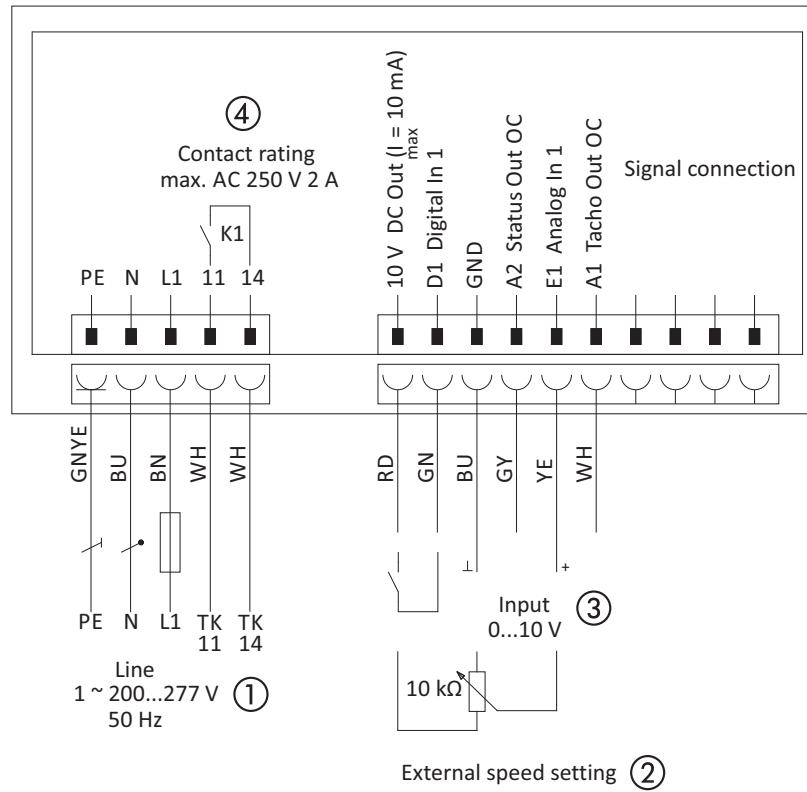 ④
Contact rating
max. AC 250 V 2 A
K1
PE N L1 11 14
10 V DC Out (I max = 10 mA)
D1 Digital In 1
GND
A2 Status Out OC
E1 Analog In 1
A1 Tacho Out OC
Signal connection
GNYE
BU
BN
WH
WH
RD
GN
BU
GY
YE
WH
PE N L1 TK TK
11 14
Line
1 ~ 200...277 V
50 Hz
①
⊥ +
Input
0...10 V
③
10 kΩ
External speed setting ②